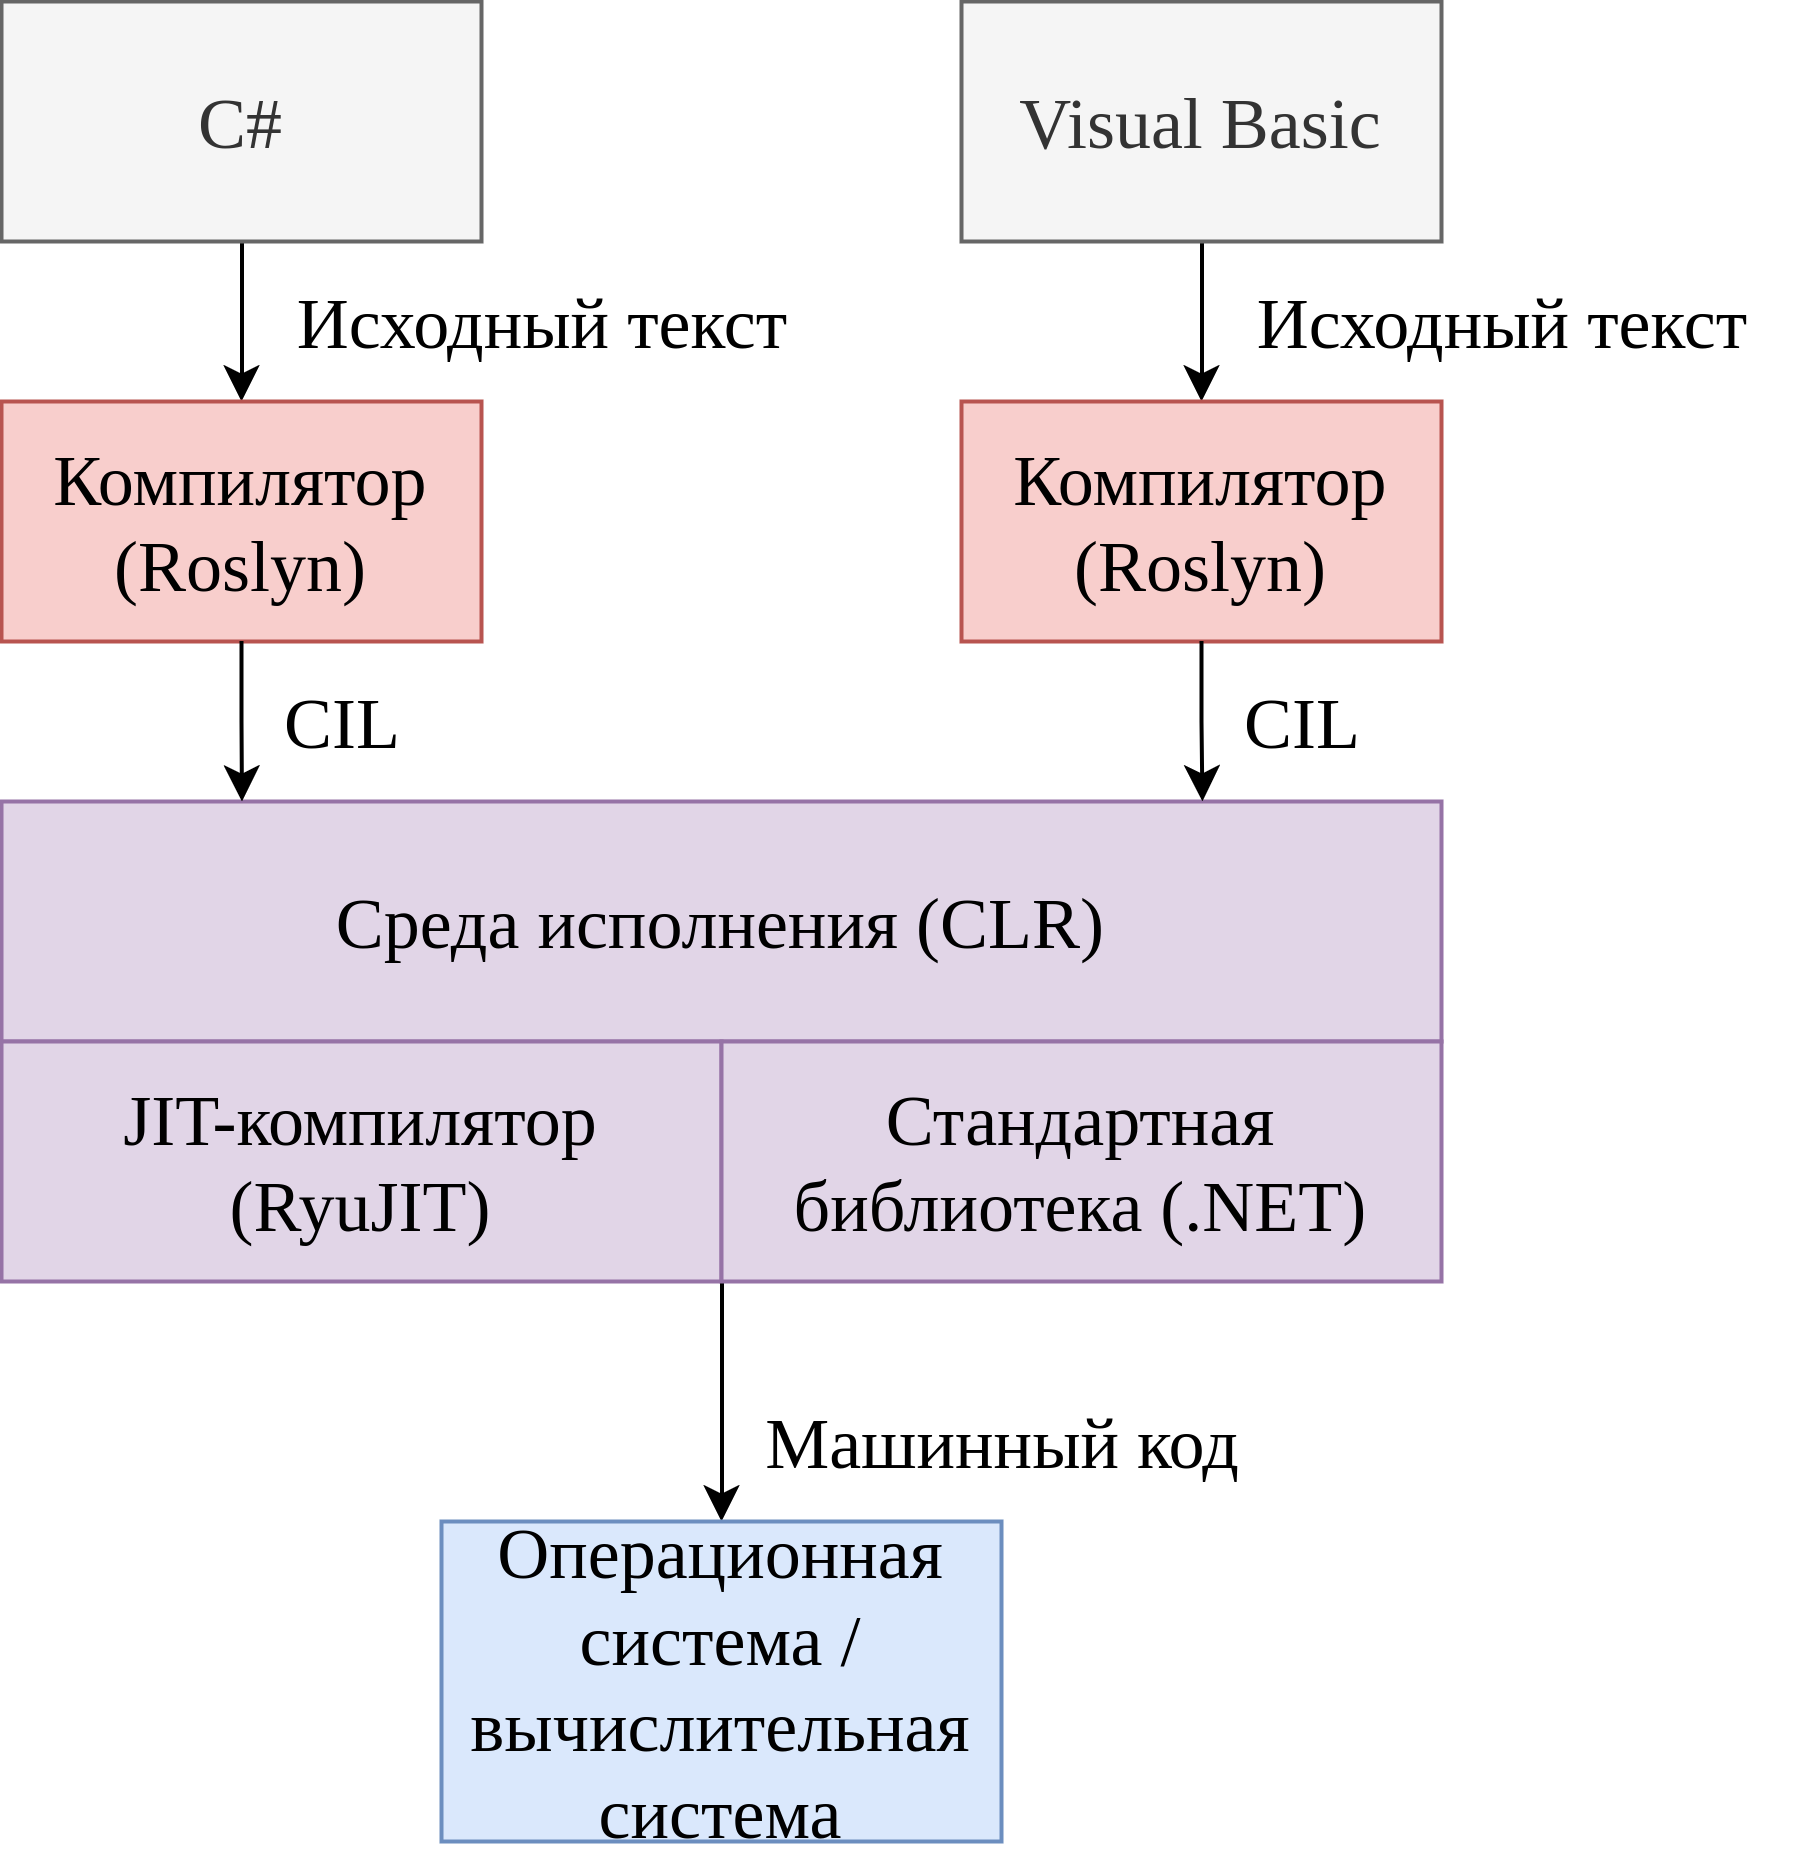 C#
Visual Basic
Исходный текст
Исходный текст
Компилятор
(Roslyn)
Компилятор
(Roslyn)
CIL
CIL
Среда исполнения (CLR)
JIT-компилятор
(RyuJIT)
Стандартная
библиотека (.NET)
Машинный код
Операционная
система /
вычислительная
система